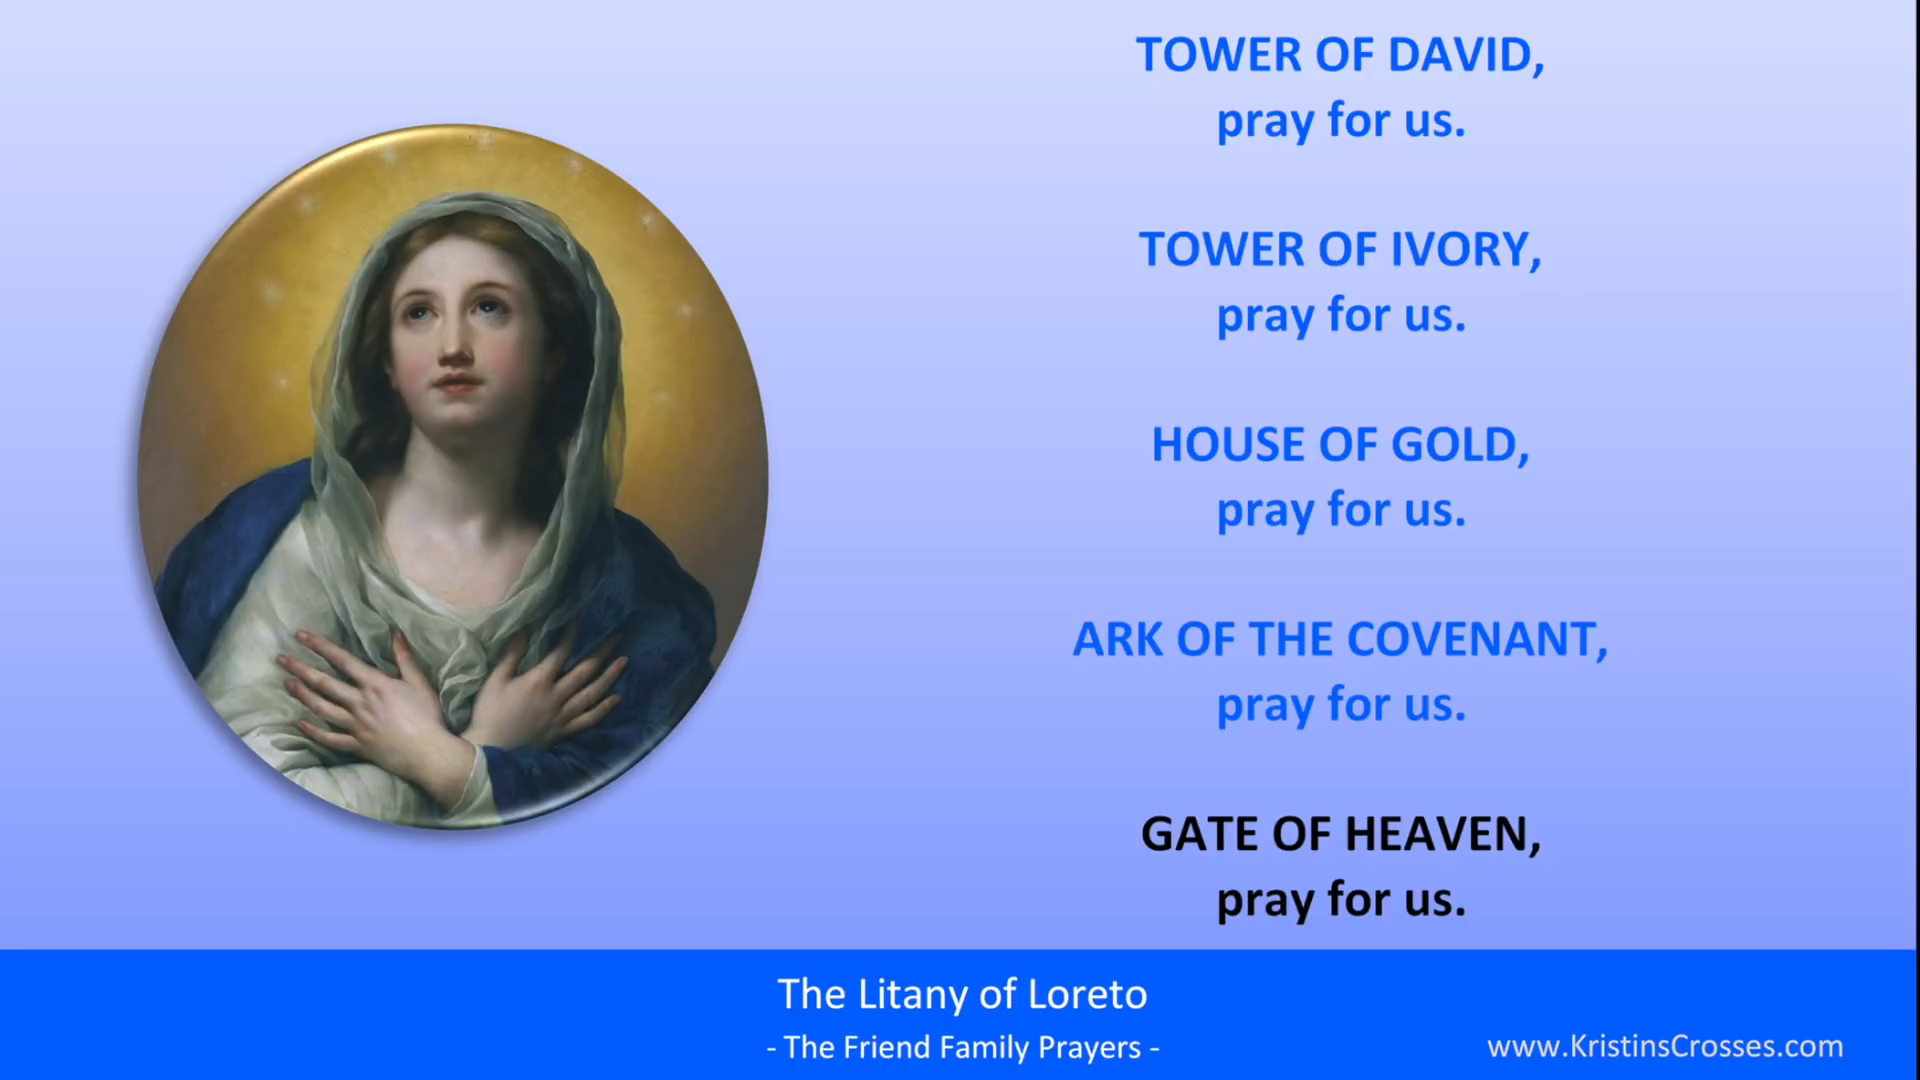 TOWER OF DAVID,
pray for us.
TOWER OF IVORY,
pray for us.
HOUSE OF GOLD,
pray for us.
ARK OF THE COVENANT,
pray for us.
GATE OF HEAVEN,
pray for us.
The Litany of Loreto
- The Friend Family Prayers -
www.KristinsCrosses.com